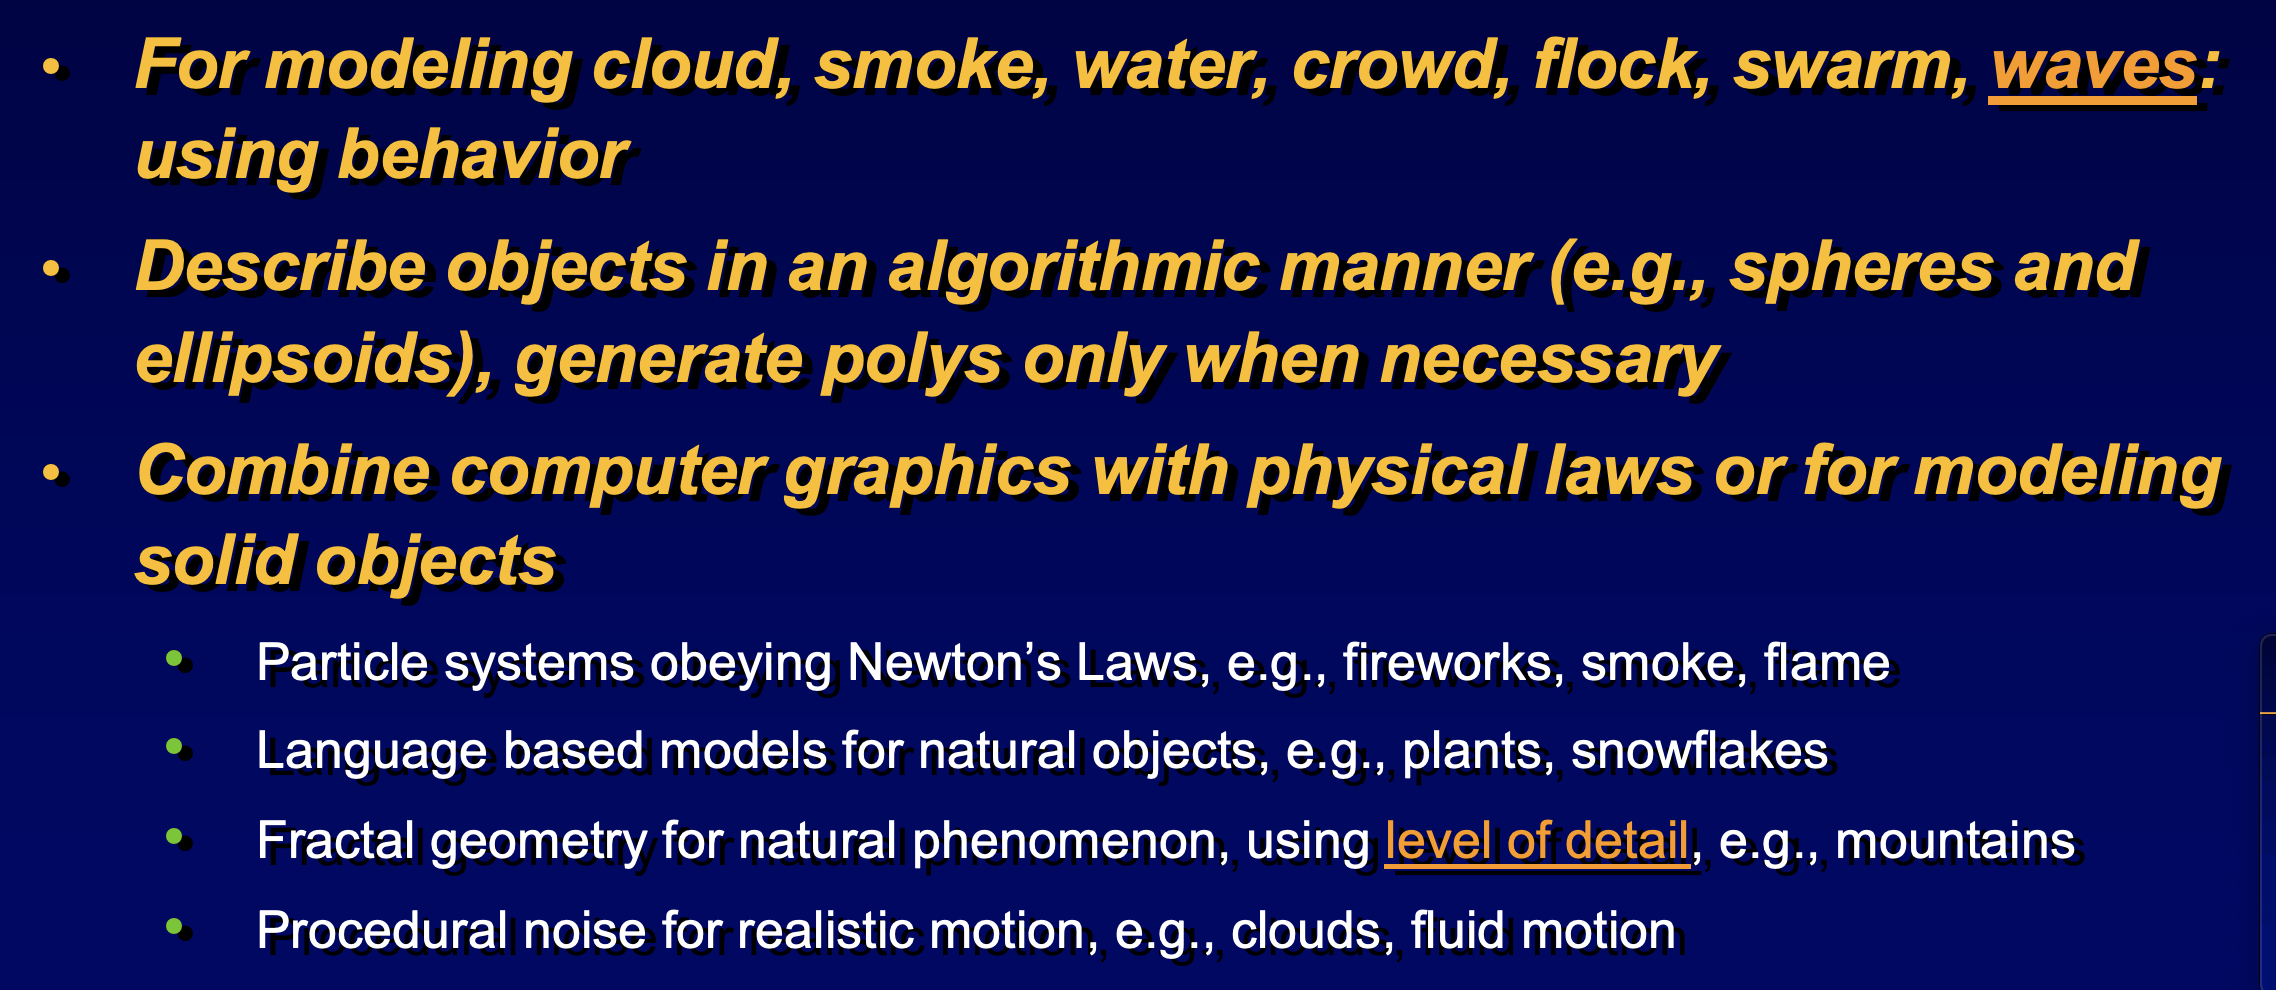 • For modeling cloud, smoke, water, crowd, flock, swarm, waves:
using behavior
• Describe objects in an algorithmic manner (e.g., spheres and
ellipsoids), generate polys only when necessary
• Combine computer graphics with physical laws or for modeling
solid objects
• Particle systems obeying Newton’s Laws, e.g., fireworks, smoke, flame
• Language based models for natural objects, e.g., plants, snowflakes
• Fractal geometry for natural phenomenon, using level of detail, e.g., mountains
• Procedural noise for realistic motion, e.g., clouds, fluid motion